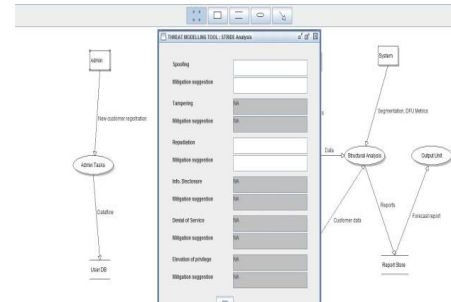 THREAT MODELLING TOOL : STRIDE Analysis
Spoofing
Mitigation suggestion
Tampering
NA
Mitigation suggestion
NA
Repudiation
Mitigation suggestion
Info. Disclosure
NA
Mitigation suggestion
NA
Denial of Service
NA
Mitigation suggestion
NA
Elevation of privilege
NA
Mitigation suggestion
NA
Admin
New customer registration
Admin Tasks
Dataflow
User DB
System
Segmentation, DFU Metrics
Data
Structural Analysis
Output Unit
Customer data
Reports
Forecast report
Report Store